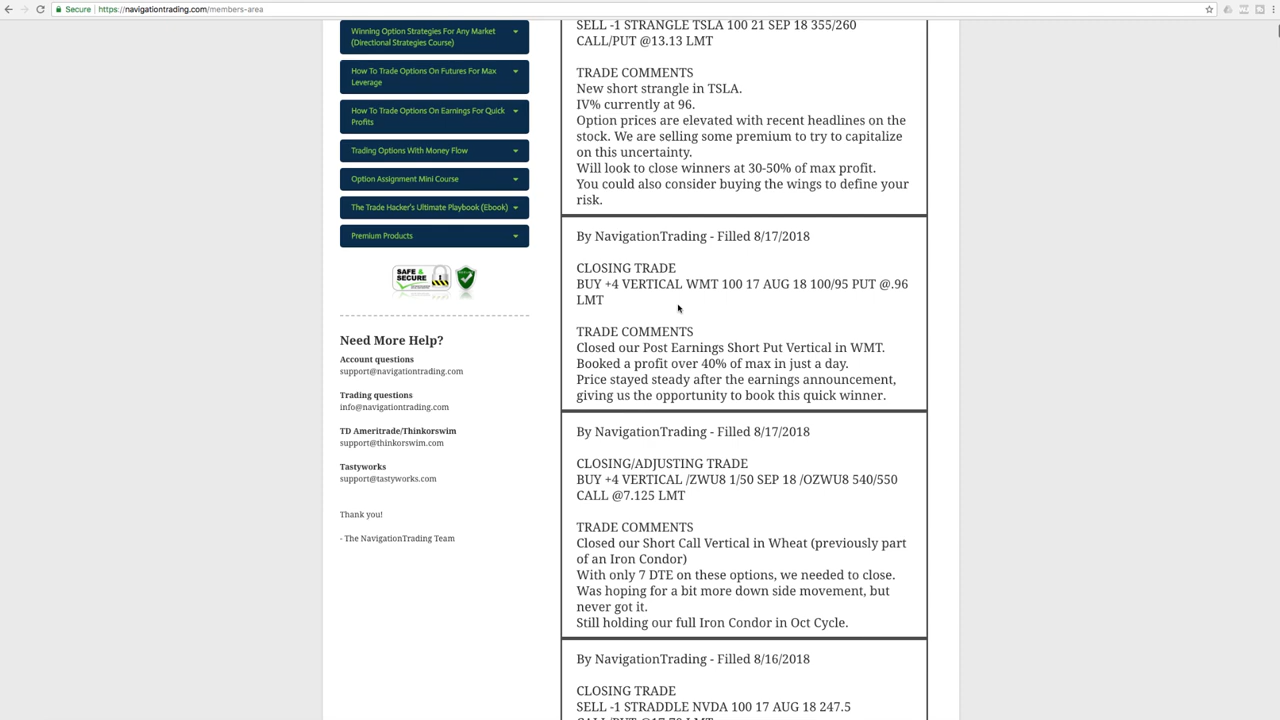 Secure
https://navigationtrading.com/members-area
Winning Option Strategies For Any Market
(Directional Strategies Course)
How To Trade Options On Futures For Max
Leverage
How To Trade Options On Earnings For Quick
Profits
Trading Options With Money Flow
Option Assignment Mini Course
The Trade Hacker's Ultimate Playbook (Ebook)
Premium Products
SAFE &
SECURE
Need More Help?
Account questions
support@navigationtrading.com
Trading questions
info@navigationtrading.com
TD Ameritrade/Thinkorswim
support@thinkorswim.com
Tastyworks
support@tastyworks.com
Thank you!
- The NavigationTrading Team
SELL -1 STRANGLE TSLA 100 21 SEP 18 355/260
CALL/PUT @13.13 LMT
TRADE COMMENTS
New short strangle in TSLA.
IV% currently at 96.
Option prices are elevated with recent headlines on the
stock. We are selling some premium to try to capitalize
on this uncertainty.
Will look to close winners at 30-50% of max profit.
You could also consider buying the wings to define your
risk.
By NavigationTrading - Filled 8/17/2018
CLOSING TRADE
BUY +4 VERTICAL WMT 100 17 AUG 18 100/95 PUT @.96
LMT
TRADE COMMENTS
Closed our Post Earnings Short Put Vertical in WMT.
Booked a profit over 40% of max in just a day.
Price stayed steady after the earnings announcement,
giving us the opportunity to book this quick winner.
By NavigationTrading - Filled 8/17/2018
CLOSING/ADJUSTING TRADE
BUY +4 VERTICAL /ZWU8 1/50 SEP 18 /OZWU8 540/550
CALL @7.125 LMT
TRADE COMMENTS
Closed our Short Call Vertical in Wheat (previously part
of an Iron Condor)
With only 7 DTE on these options, we needed to close.
Was hoping for a bit more down side movement, but
never got it.
Still holding our full Iron Condor in Oct Cycle.
By NavigationTrading - Filled 8/16/2018
CLOSING TRADE
SELL -1 STRADDLE NVDA 100 17 AUG 18 247.5